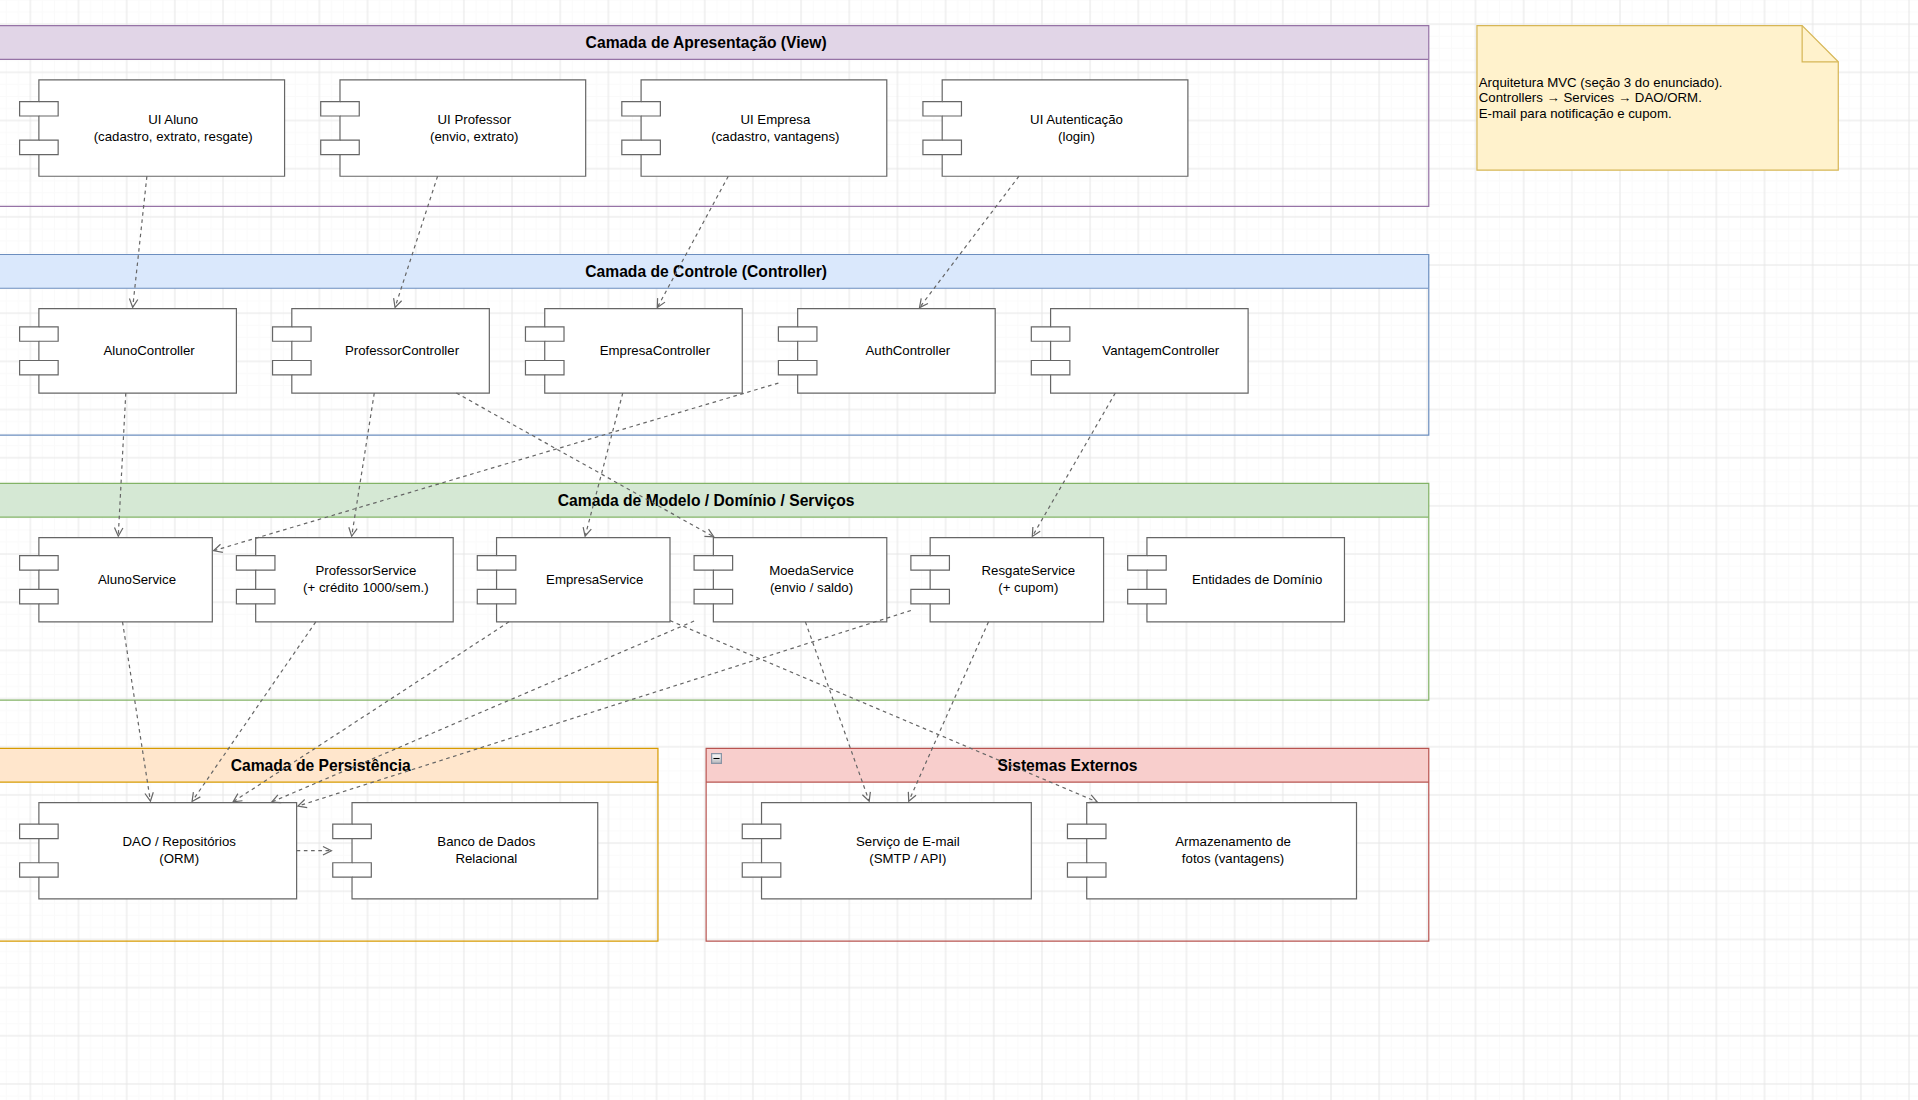 Camada de Apresentação (View)
UI Aluno
(cadastro, extrato, resgate)
UI Professor
(envio, extrato)
UI Empresa
(cadastro, vantagens)
UI Autenticação
(login)
Arquitetura MVC (seção 3 do enunciado).
Controllers → Services → DAO/ORM.
E-mail para notificação e cupom.
Camada de Controle (Controller)
AlunoController
ProfessorController
EmpresaController
AuthController
VantagemController
Camada de Modelo / Domínio / Serviços
AlunoService
ProfessorService
(+ crédito 1000/sem.)
EmpresaService
MoedaService
(envio / saldo)
ResgateService
(+ cupom)
Entidades de Domínio
Camada de Persistência
DAO / Repositórios
(ORM)
Banco de Dados
Relacional
Sistemas Externos
Serviço de E-mail
(SMTP / API)
Armazenamento de
fotos (vantagens)